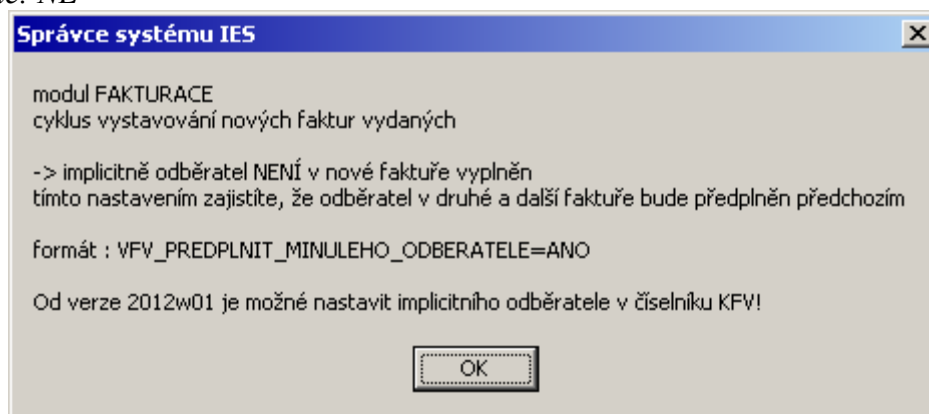 Správce systému IES
modul FAKTURACE
cyklus vystavování nových faktur vydaných
-> implicitně odběratel NENÍ v nové faktuře vyplněn
tímto nastavením zajistíte, že odběratel v druhé a další faktuře bude předplněn předchozím
formát : VFV_PREDPLNIT_MINULEHO_ODBERATELE=ANO
Od verze 2012w01 je možné nastavit implicitního odběratele v číselníku KFV!
OK